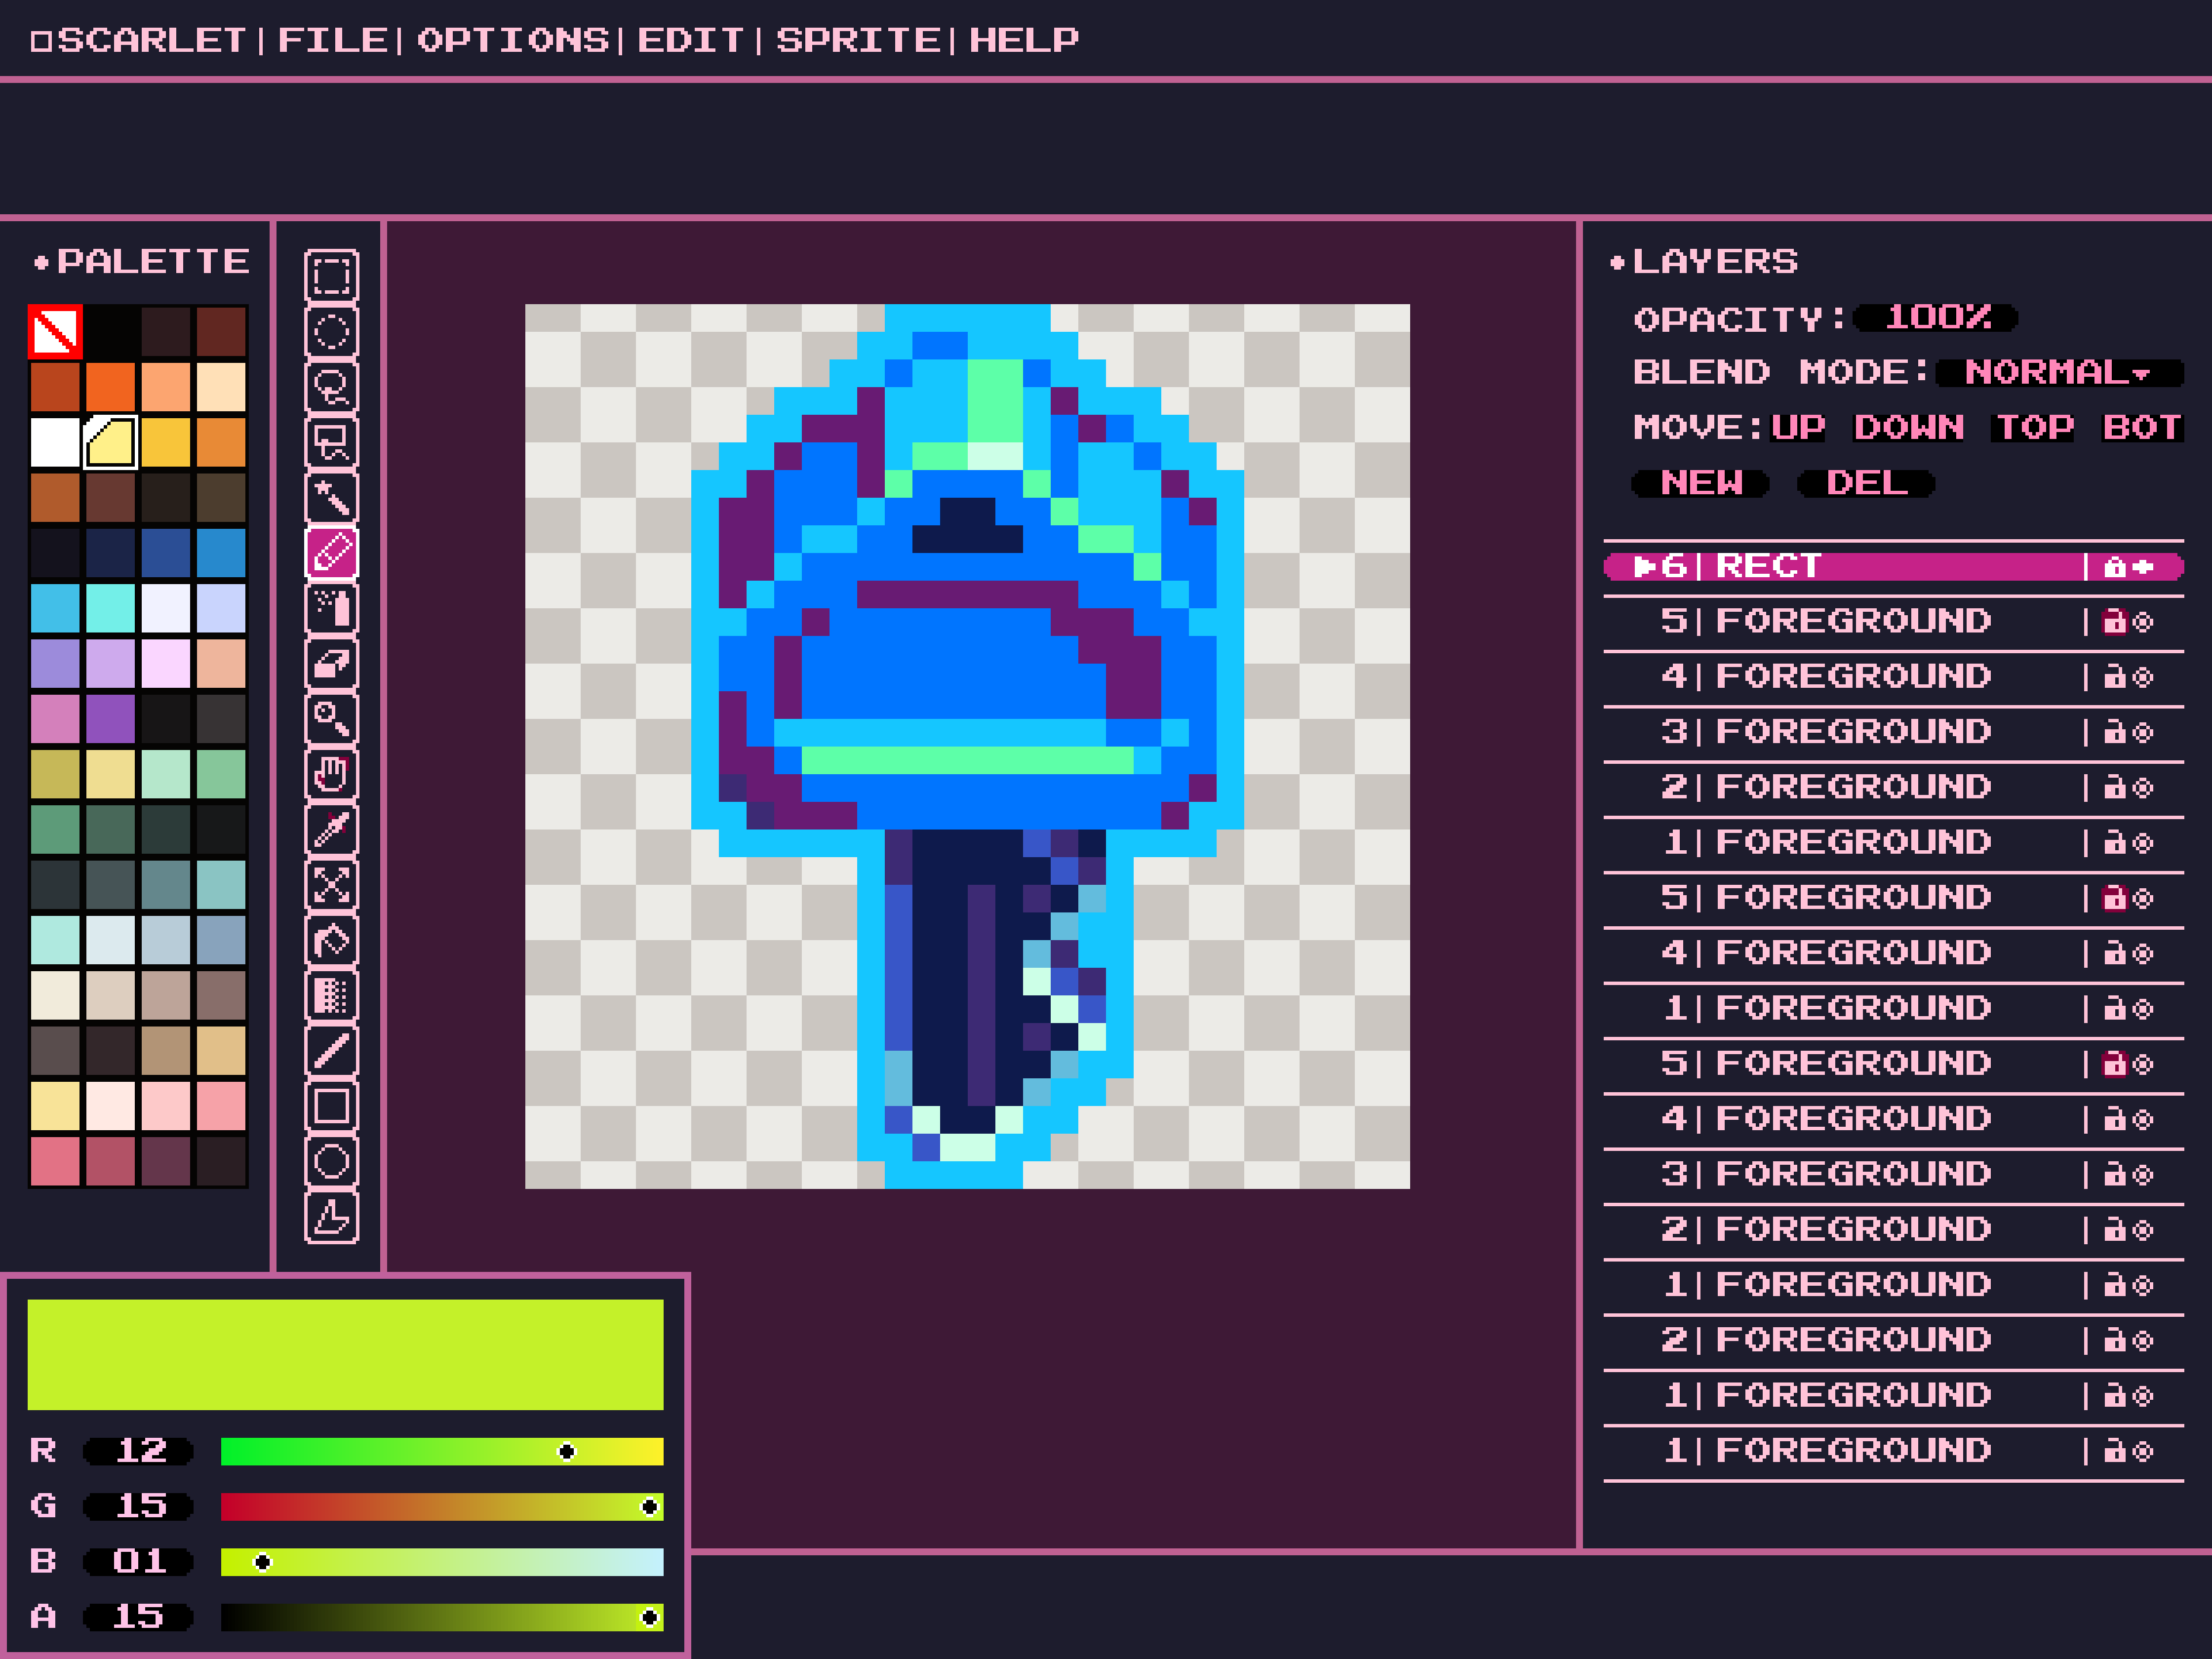 SCARLET|FILE|OPTIONS|EDIT|SPRITE|HELP
PALETTE
LAYERS
OPACITY: 100%
BLEND MODE: NORMAL
MOVE: UP DOWN TOP BOT
NEW DEL
6| RECT |
5| FOREGROUND |
4| FOREGROUND |
3| FOREGROUND |
2| FOREGROUND |
1| FOREGROUND |
5| FOREGROUND |
4| FOREGROUND |
1| FOREGROUND |
5| FOREGROUND |
4| FOREGROUND |
3| FOREGROUND |
2| FOREGROUND |
1| FOREGROUND |
2| FOREGROUND |
1| FOREGROUND |
1| FOREGROUND |
R 12
G 15
B 01
A 15